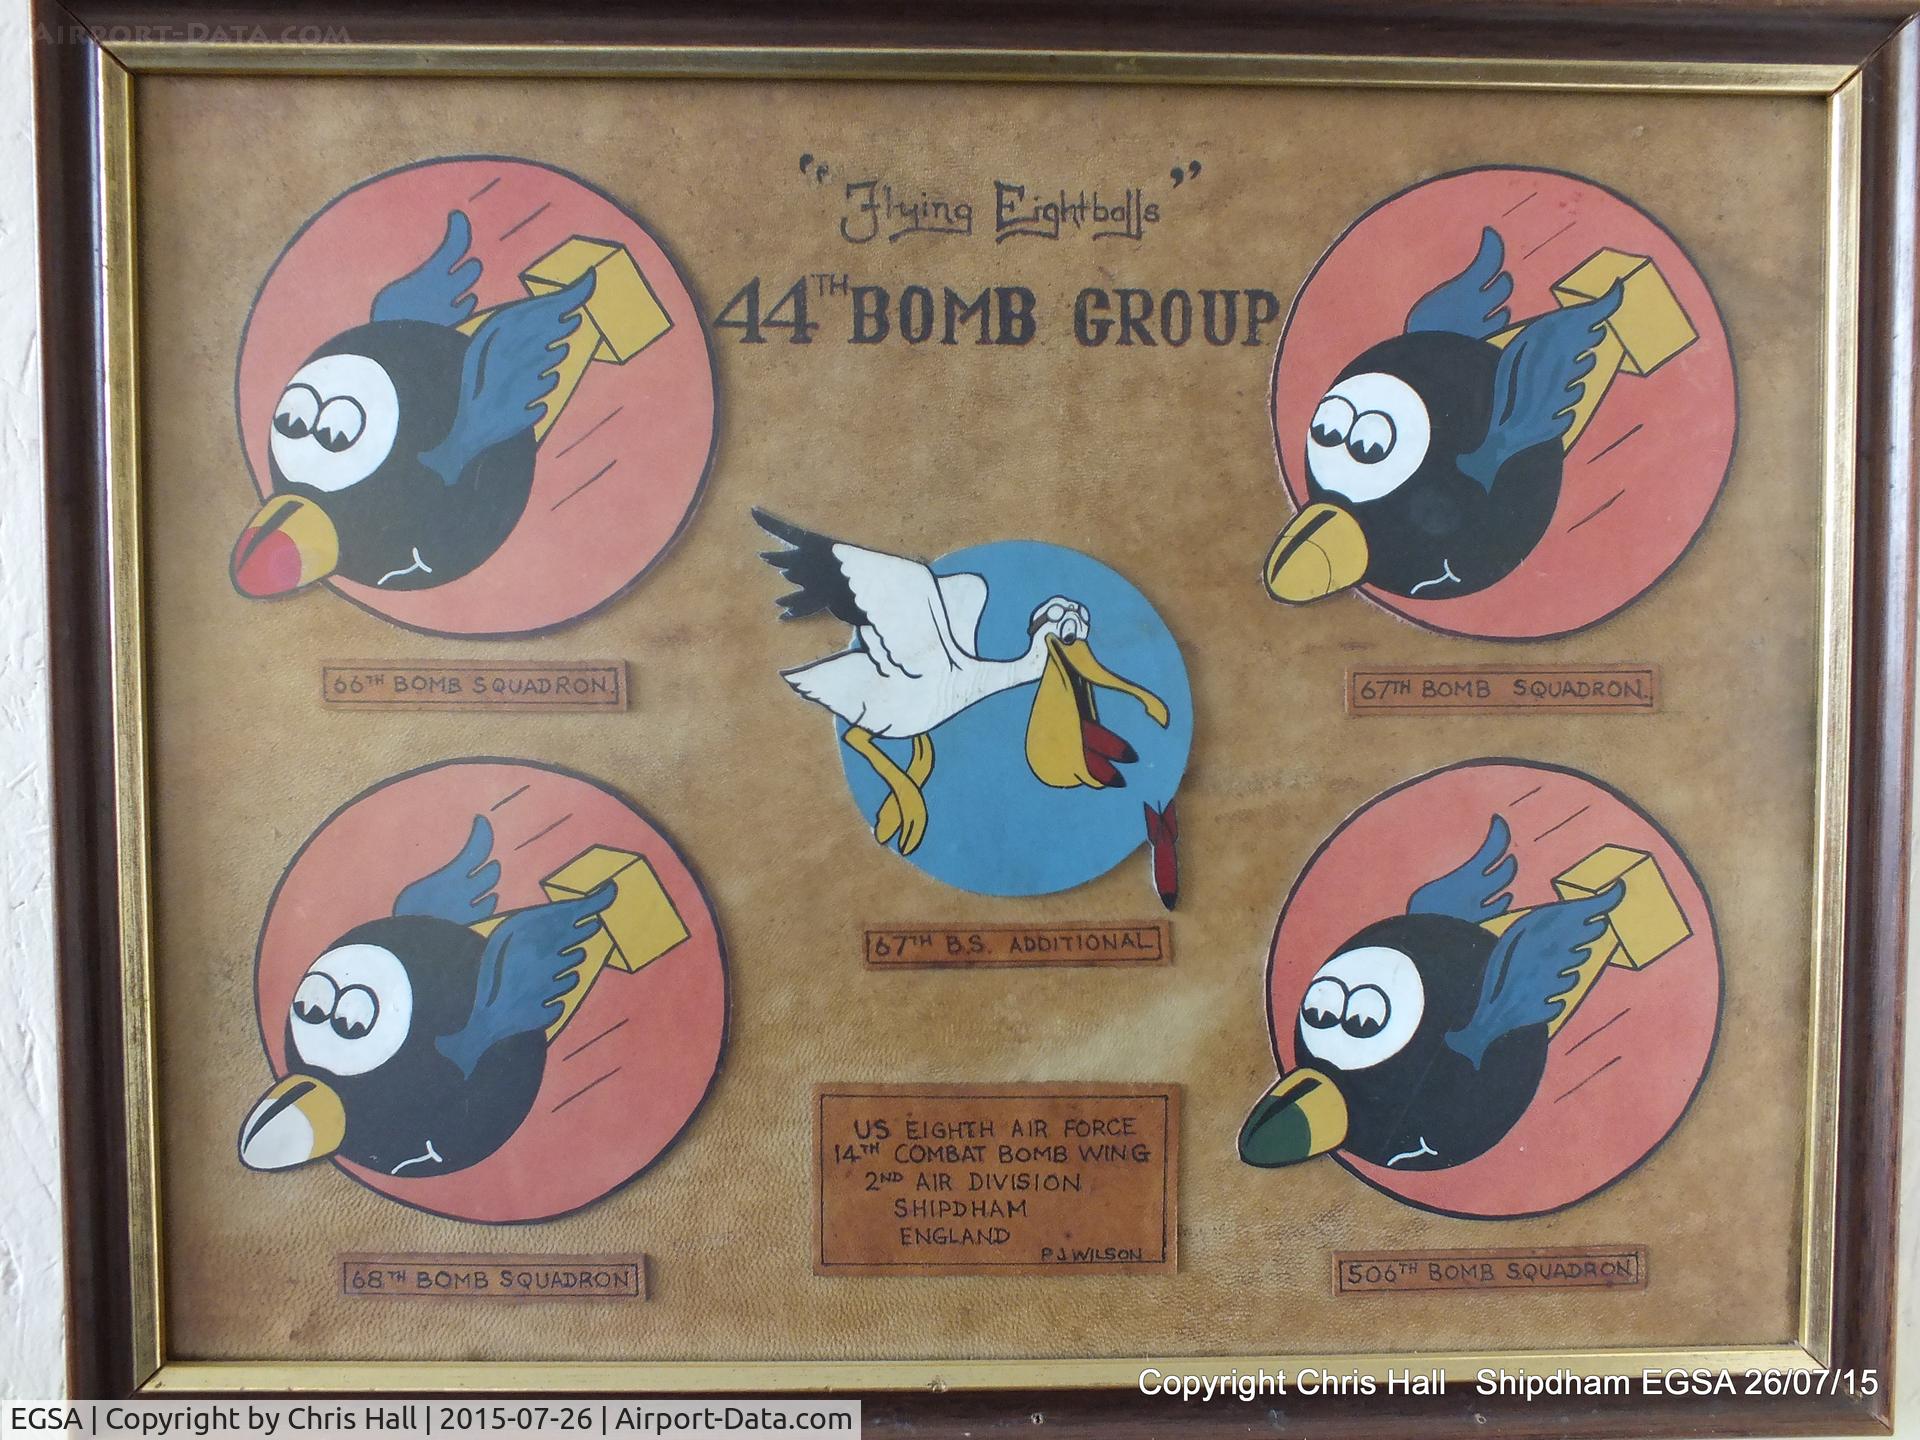 AIRPORT-DATA.COM
"Flying Eightballs"
44TH BOMB GROUP
66TH BOMB SQUADRON.
67TH BOMB SQUADRON.
67TH B.S. ADDITIONAL
68TH BOMB SQUADRON
506TH BOMB SQUADRON
US EIGHTH AIR FORCE
14TH COMBAT BOMB WING
2ND AIR DIVISION
SHIPDHAM
ENGLAND
P J WILSON
Copyright Chris Hall Shipdham EGSA 26/07/15
EGSA | Copyright by Chris Hall | 2015-07-26 | Airport-Data.com